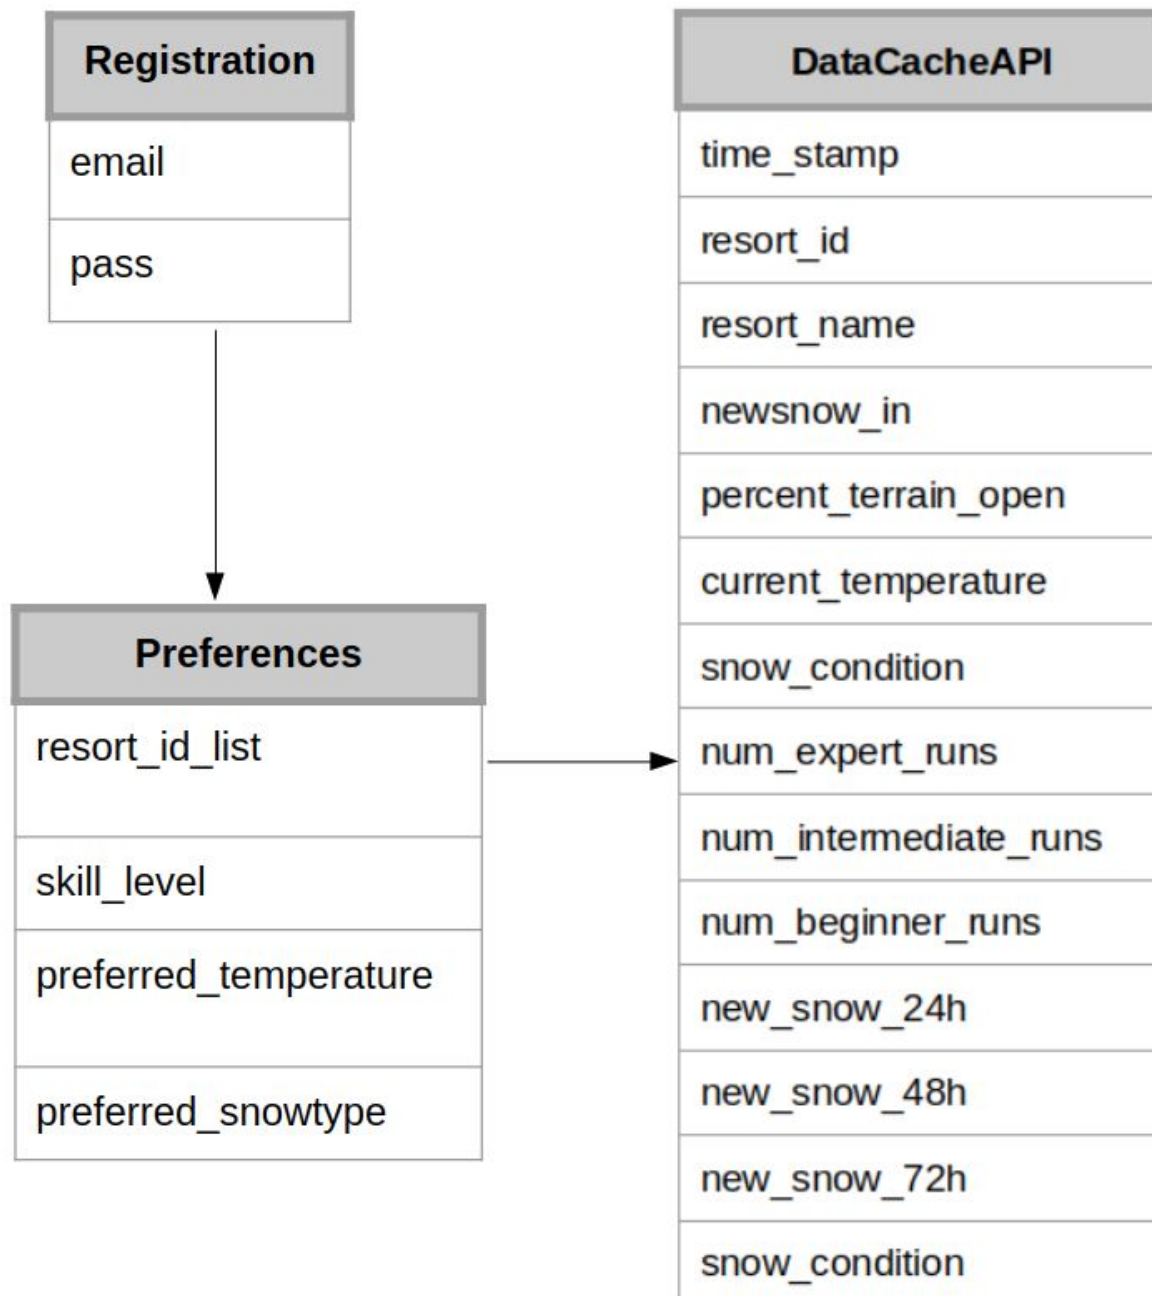 Registration
email
pass
Preferences
resort_id_list
skill_level
preferred_temperature
preferred_snowtype
DataCacheAPI
time_stamp
resort_id
resort_name
newsnow_in
percent_terrain_open
current_temperature
snow_condition
num_expert_runs
num_intermediate_runs
num_beginner_runs
new_snow_24h
new_snow_48h
new_snow_72h
snow_condition